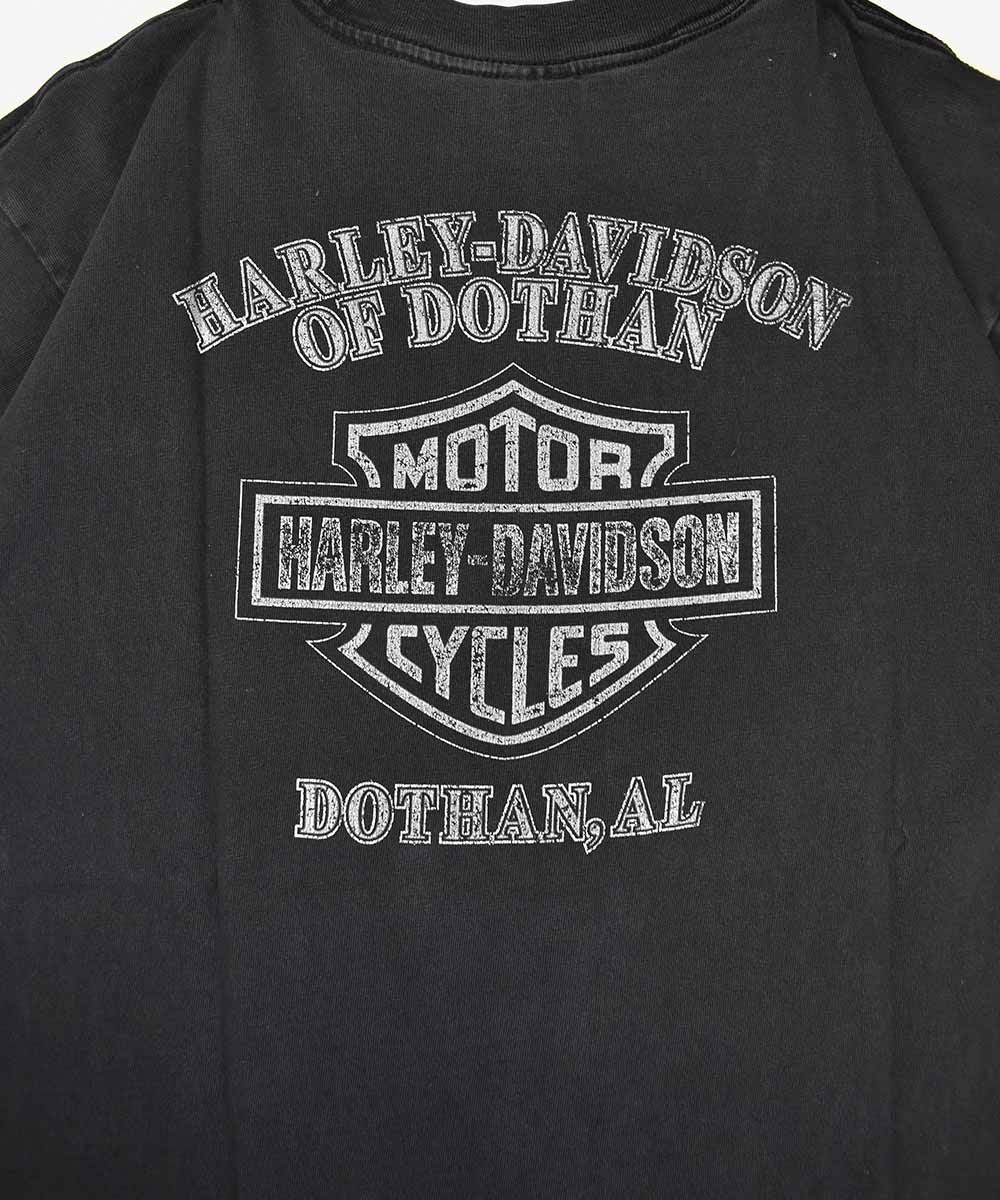 HARLEY-DAVIDSON
OF DOTHAN
MOTOR
HARLEY-DAVIDSON
CYCLES
DOTHAN, AL